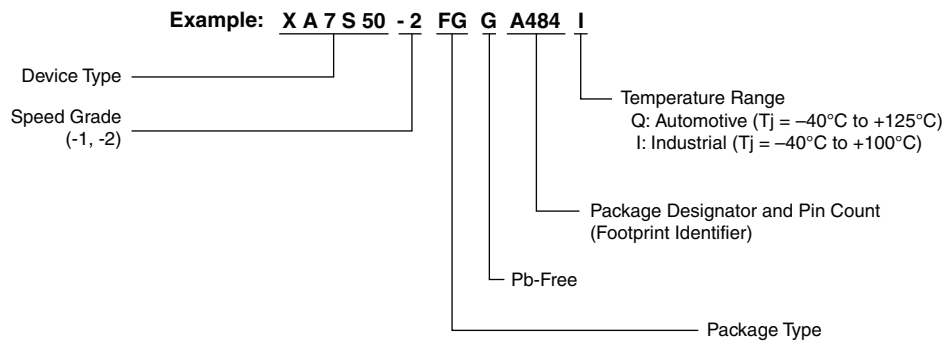 Example: X A 7 S 50 - 2 FG G A484 I
Device Type
Speed Grade
(-1, -2)
Temperature Range
Q: Automotive (Tj = –40°C to +125°C)
I: Industrial (Tj = –40°C to +100°C)
Package Designator and Pin Count
(Footprint Identifier)
Pb-Free
Package Type